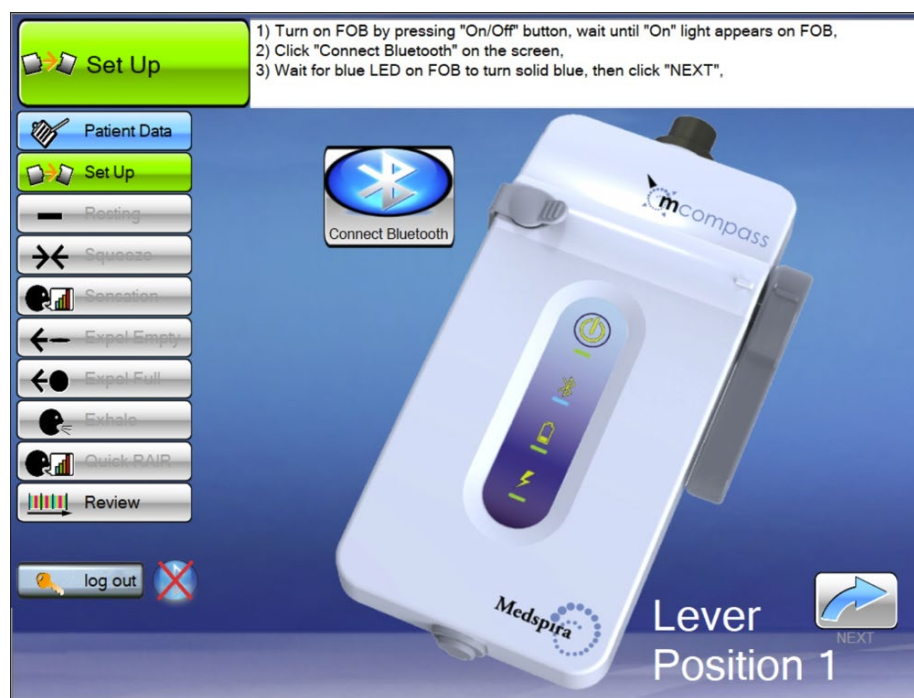 Set Up
1) Turn on FOB by pressing "On/Off" button, wait until "On" light appears on FOB,
2) Click "Connect Bluetooth" on the screen,
3) Wait for blue LED on FOB to turn solid blue, then click "NEXT",
Patient Data
Set Up
Resting
Squeeze
Sensation
Expel Empty
Expel Full
Exhale
Quick RAIR
Review
log out
Connect Bluetooth
mcompass
Medspira
Lever
Position 1
NEXT